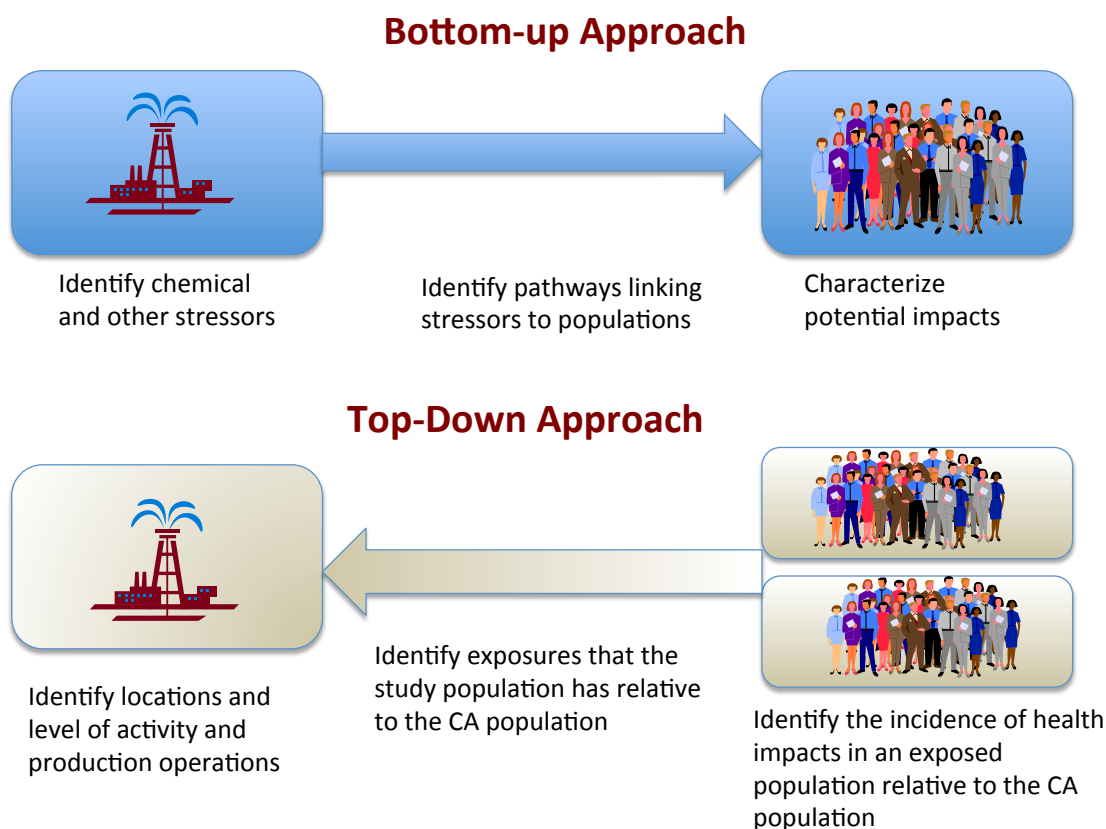 Bottom-up Approach
Identify chemical
and other stressors
Identify pathways linking
stressors to populations
Characterize
potential impacts
Top-Down Approach
Identify locations and
level of activity and
production operations
Identify exposures that the
study population has relative
to the CA population
Identify the incidence of health
impacts in an exposed
population relative to the CA
population